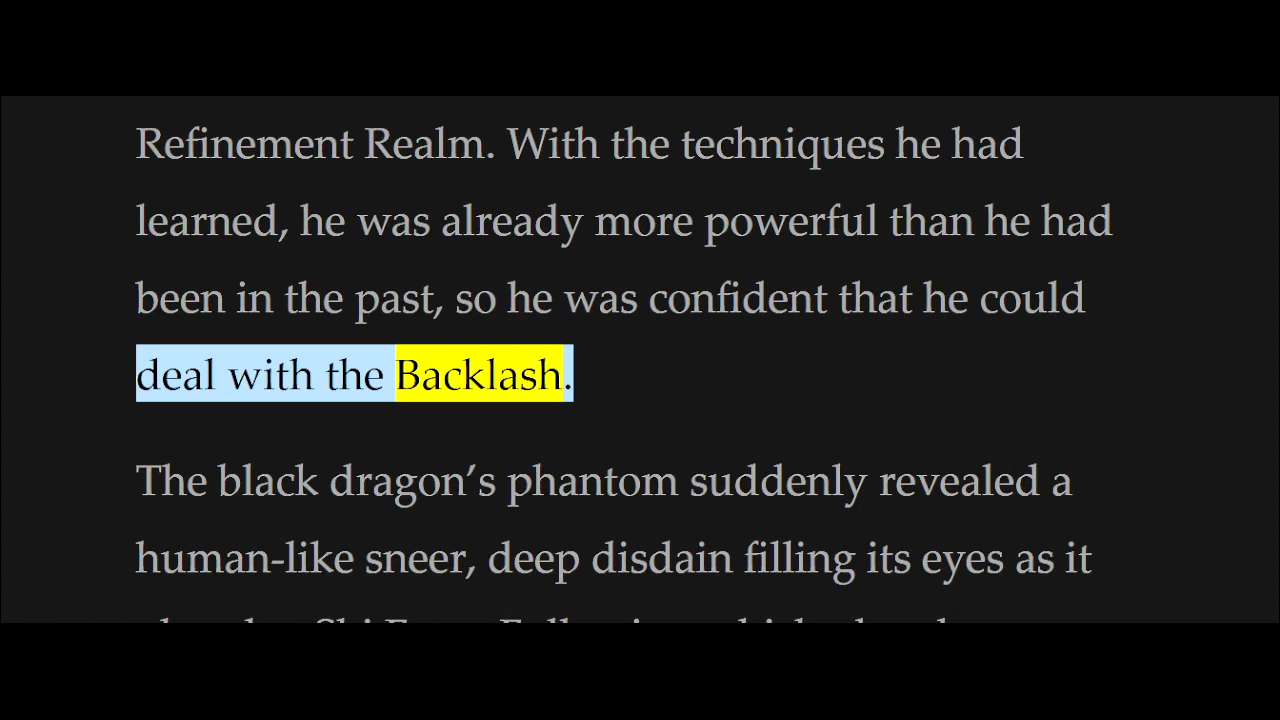 Refinement Realm. With the techniques he had
learned, he was already more powerful than he had
been in the past, so he was confident that he could
deal with the Backlash.
The black dragon’s phantom suddenly revealed a
human-like sneer, deep disdain filling its eyes as it